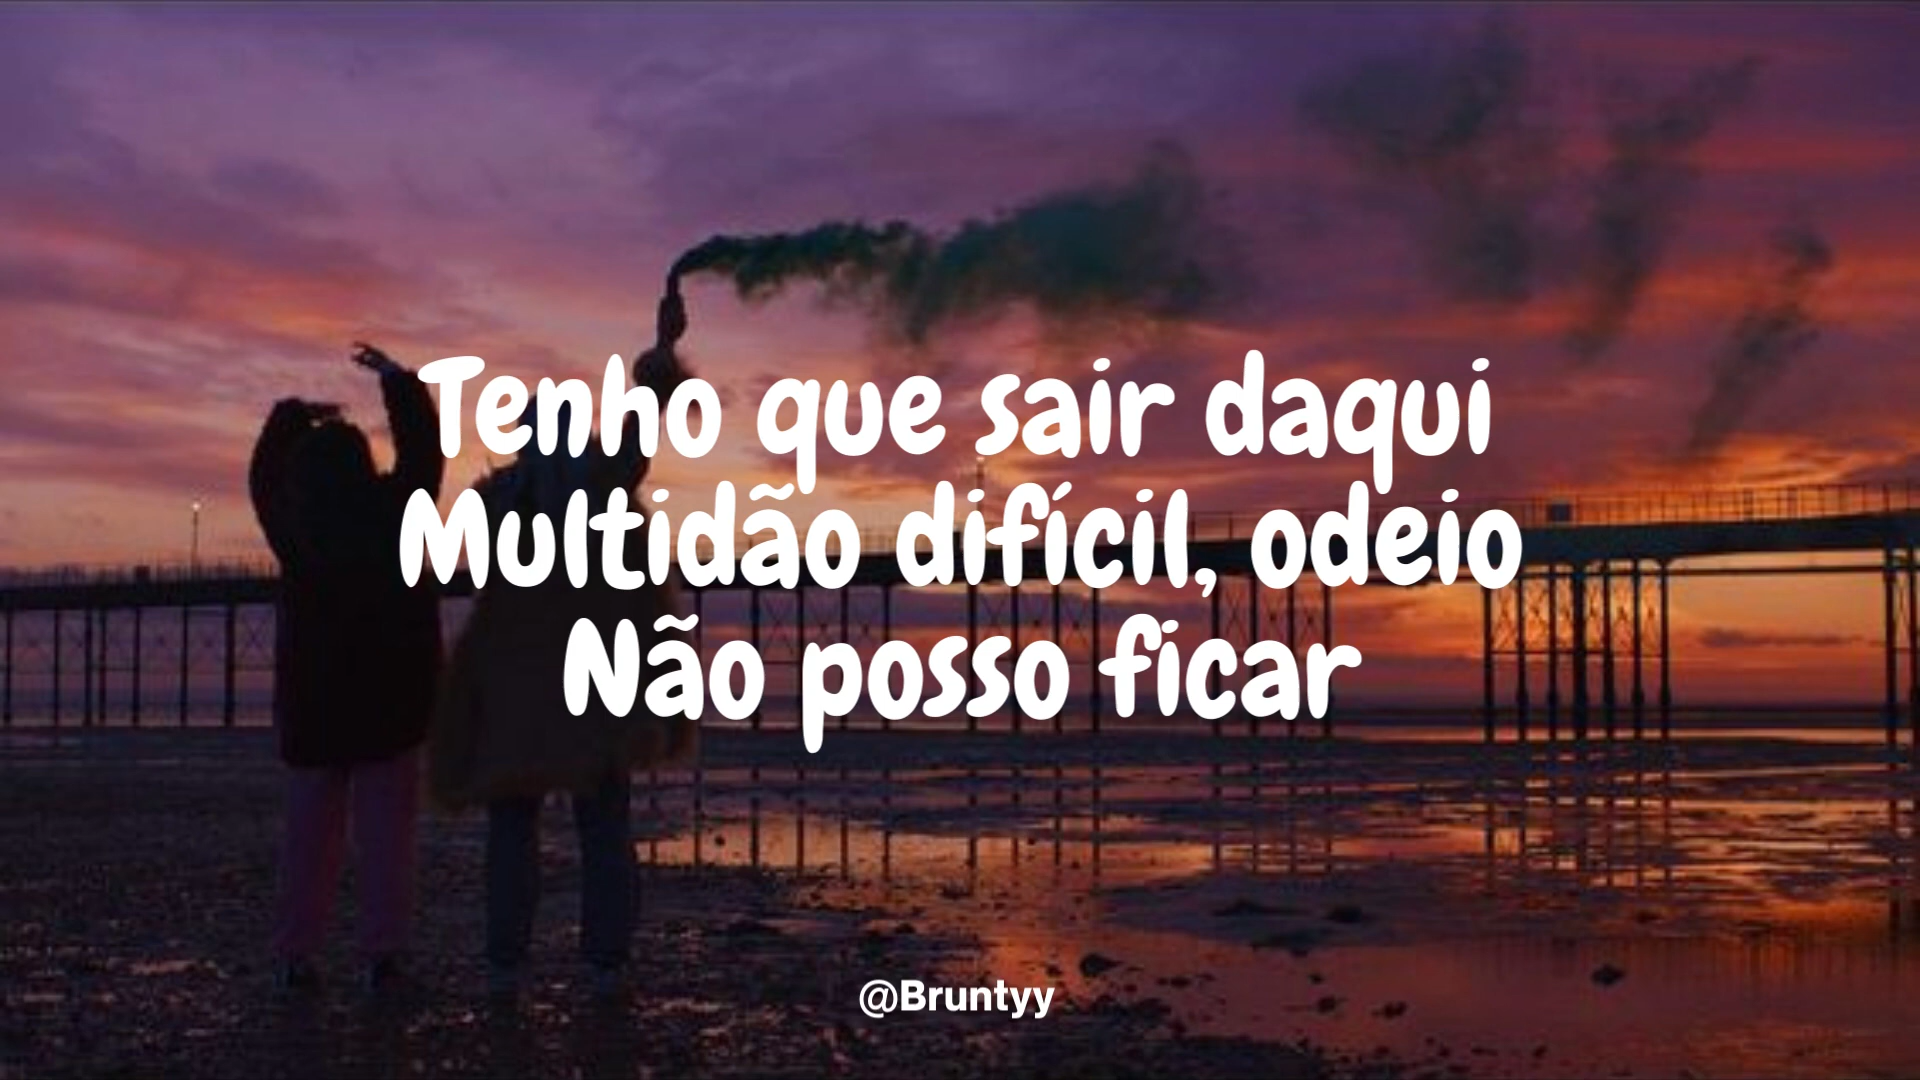 Tenho que sair daqui
Multidão difícil, odeio
Não posso ficar
@Bruntyy